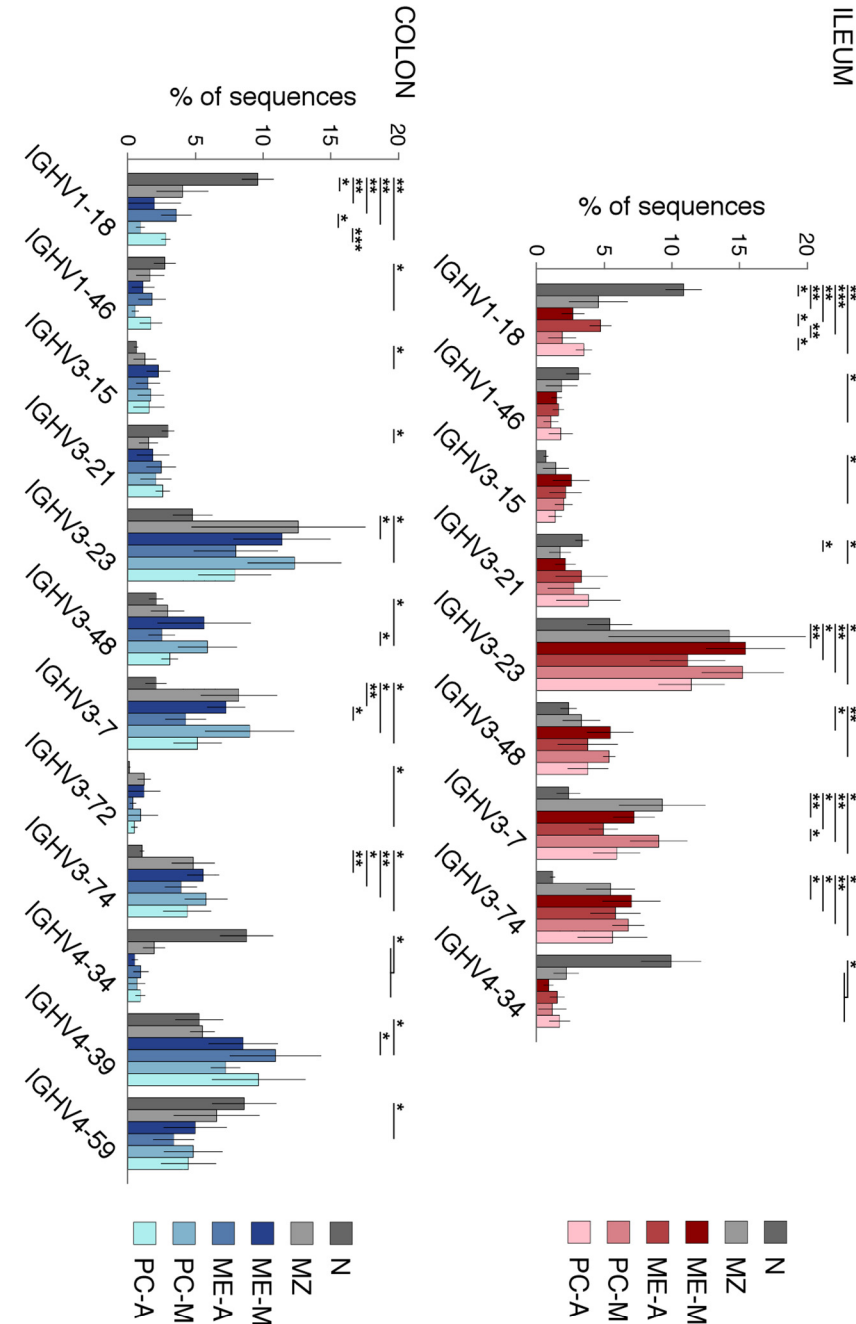 ILEUM
** * * * * ** * * *
*** ** * ** **
** * * * *
** ** ** ** * *
* * *
20
15
10
5
0
% of sequences
IGHV1-18 IGHV1-46 IGHV3-15 IGHV3-21 IGHV3-23 IGHV3-48 IGHV3-7 IGHV3-74 IGHV4-34
N
MZ
ME-M
ME-A
PC-M
PC-A
COLON
** * * * * * * * * * * *
** * * * ** *
** ** *
** *** * **
* *
20
15
10
5
0
% of sequences
IGHV1-18 IGHV1-46 IGHV3-15 IGHV3-21 IGHV3-23 IGHV3-48 IGHV3-7 IGHV3-72 IGHV3-74 IGHV4-34 IGHV4-39 IGHV4-59
N
MZ
ME-M
ME-A
PC-M
PC-A